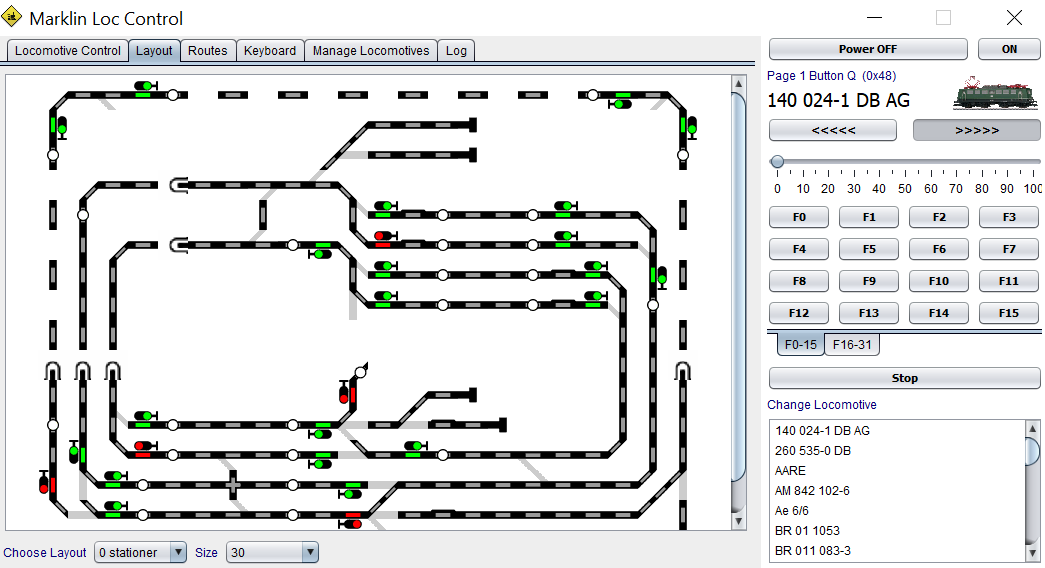 Marklin Loc Control
Locomotive Control Layout Routes Keyboard Manage Locomotives Log
Power OFF ON
Page 1 Button Q (0x48)
140 024-1 DB AG
<<<<< >>>>>
0 10 20 30 40 50 60 70 80 90 100
F0 F1 F2 F3
F4 F5 F6 F7
F8 F9 F10 F11
F12 F13 F14 F15
F0-15 F16-31
Stop
Change Locomotive
140 024-1 DB AG
260 535-0 DB
AARE
AM 842 102-6
Ae 6/6
BR 01 1053
BR 011 083-3
Choose Layout 0 stationer Size 30